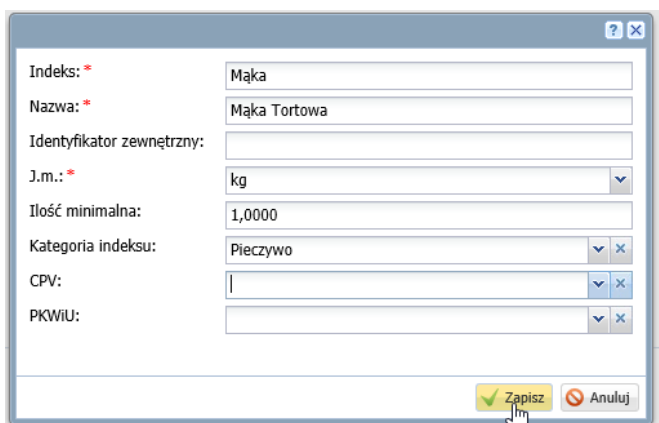 Indeks: * Mąka
Nazwa: * Mąka Tortowa
Identyfikator zewnętrzny:
J.m.: * kg
Ilość minimalna: 1,0000
Kategoria indeksu: Pieczywo
CPV:
PKWiU:
Zapisz Anuluj